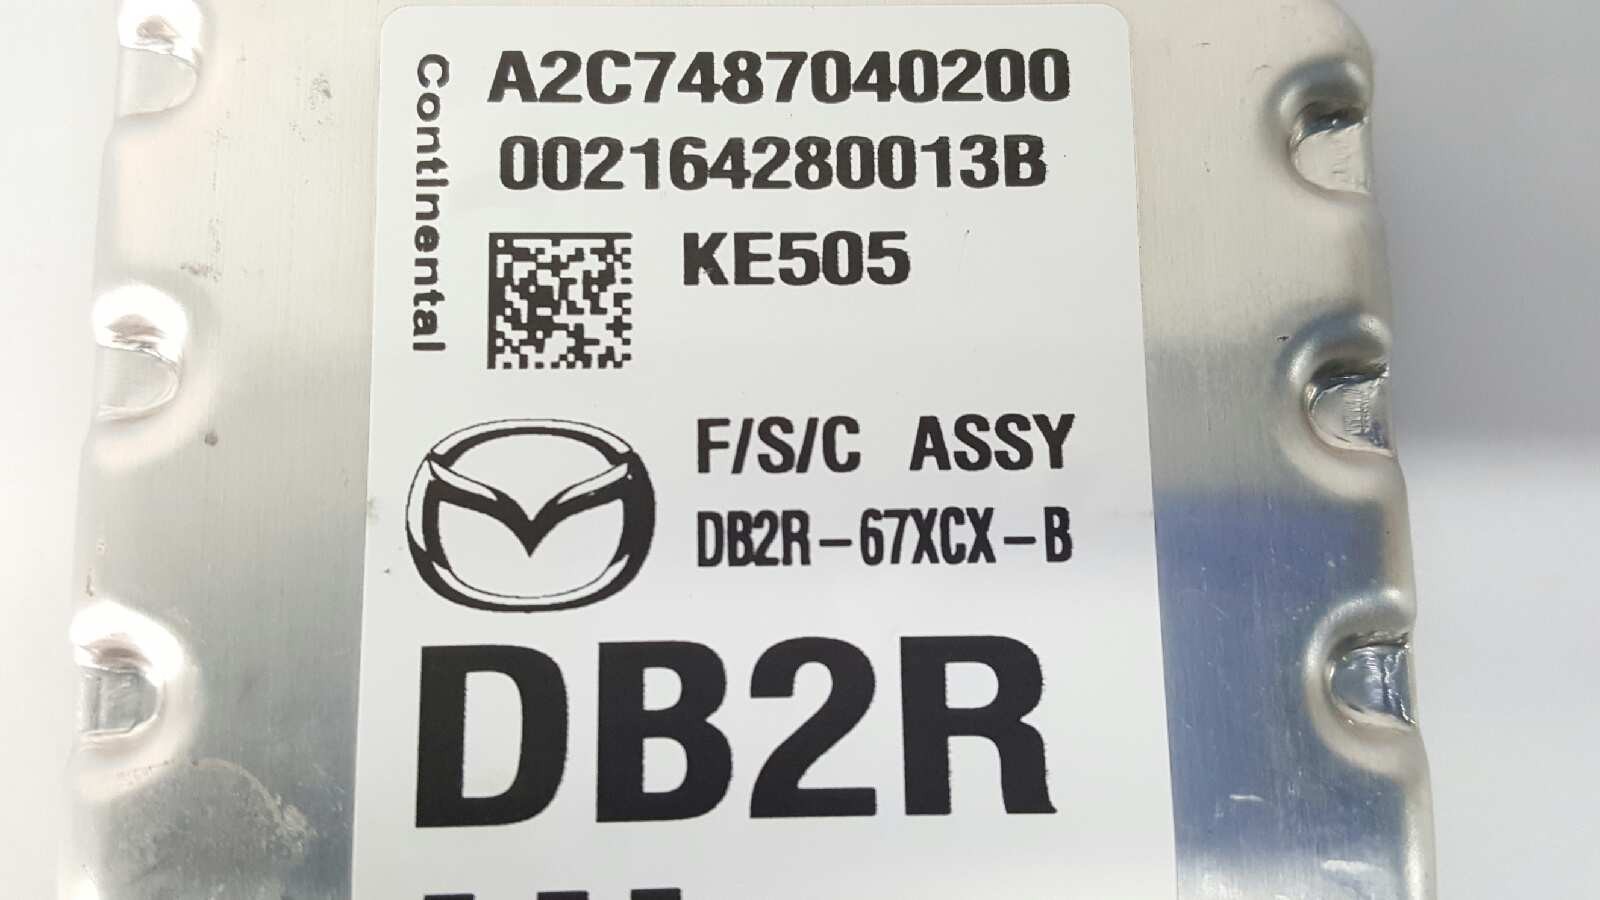 Continental
A2C7487040200
002164280013B
KE505
F/S/C ASSY
DB2R-67XCX-B
DB2R